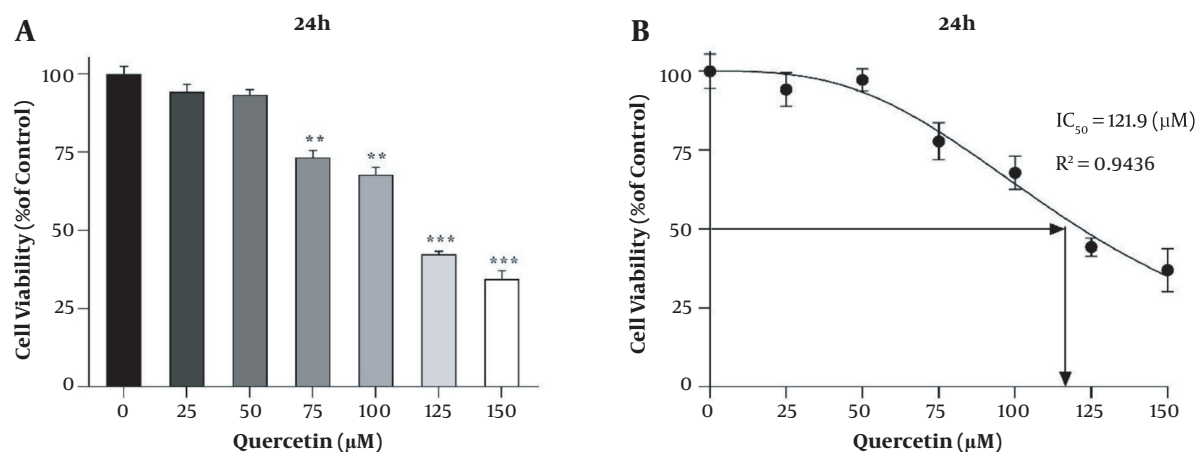 A
24h
Cell Viability (%of Control)
100
75
50
25
0
**
**
***
***
0 25 50 75 100 125 150
Quercetin (μM)
B
24h
Cell Viability (%of Control)
100
75
50
25
0
IC50 = 121.9 (μM)
R² = 0.9436
0 25 50 75 100 125 150
Quercetin (μM)